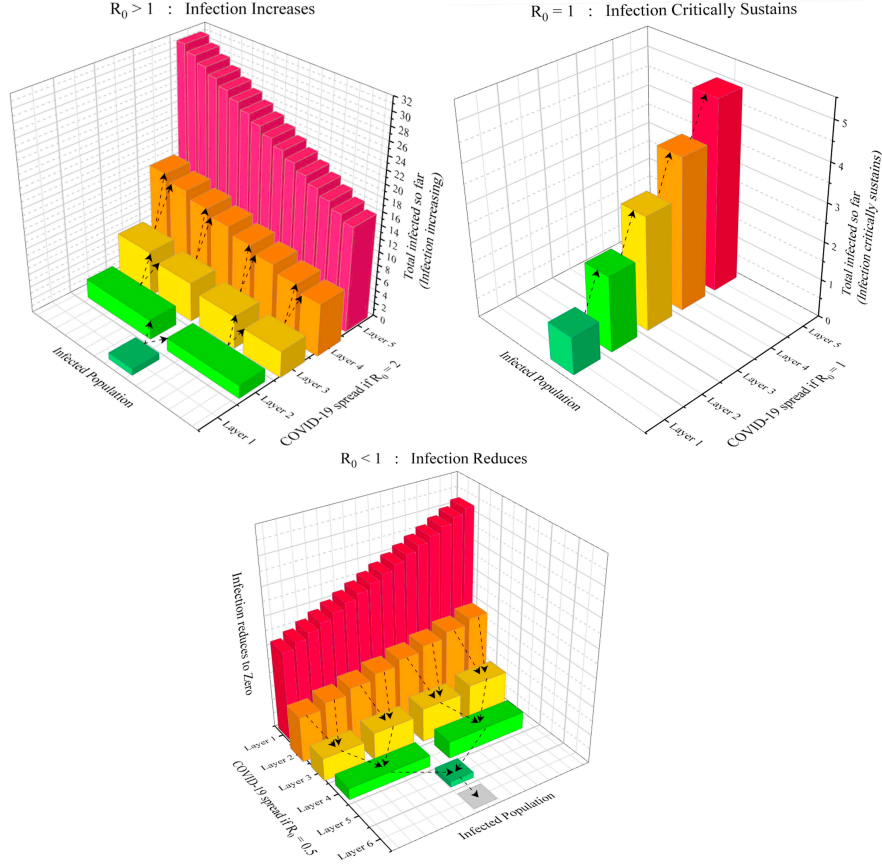 R₀ > 1 : Infection Increases
32
30
28
26
24
22
20
18
16
14
12
10
8
6
4
2
0
Total infected so far
(Infection increasing)
Layer 5
Layer 4
Layer 3
Layer 2
Layer 1
COVID-19 spread if R₀ = 2
Infected Population
R₀ = 1 : Infection Critically Sustains
5
4
3
2
1
0
Total infected so far
(Infection critically sustains)
Layer 5
Layer 4
Layer 3
Layer 2
Layer 1
COVID-19 spread if R₀ = 1
Infected Population
R₀ < 1 : Infection Reduces
Infection reduces to Zero
Layer 1
Layer 2
Layer 3
Layer 4
Layer 5
Layer 6
COVID-19 spread if R₀ = 0.5
Infected Population